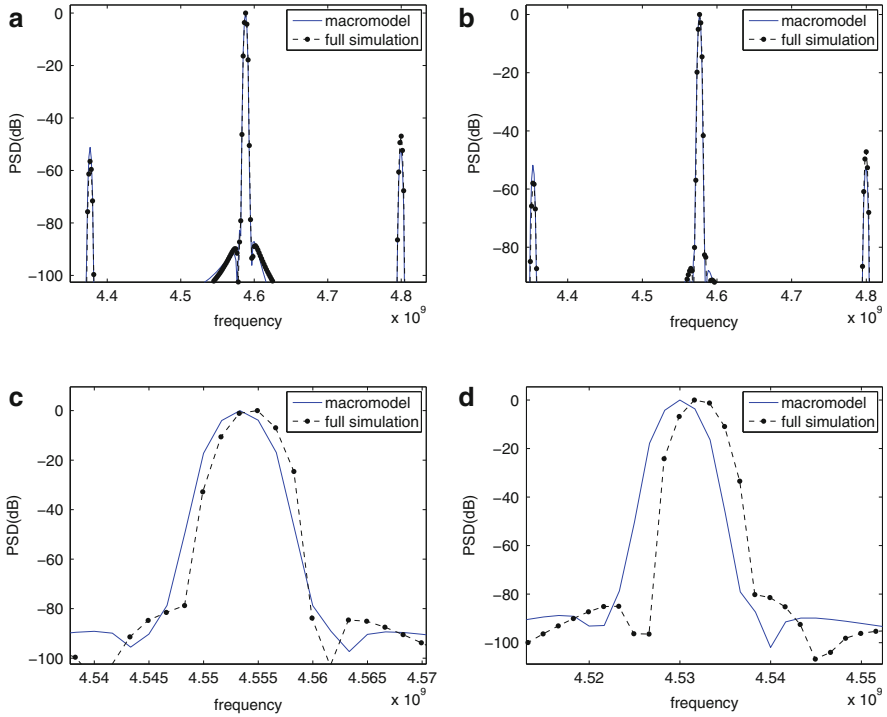 a
macromodel
full simulation
PSD(dB)
0
−20
−40
−60
−80
−100
4.4 4.5 4.6 4.7 4.8
x 10^9
frequency
b
macromodel
full simulation
PSD(dB)
0
−20
−40
−60
−80
4.4 4.5 4.6 4.7 4.8
x 10^9
frequency
c
macromodel
full simulation
PSD(dB)
0
−20
−40
−60
−80
−100
4.54 4.545 4.55 4.555 4.56 4.565 4.57
x 10^9
frequency
d
macromodel
full simulation
PSD(dB)
0
−20
−40
−60
−80
−100
4.52 4.53 4.54 4.55
x 10^9
frequency